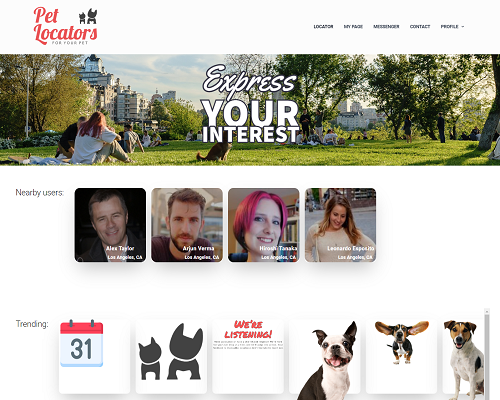 Pet
Locators
FOR YOUR PET
LOCATOR
MY PAGE
MESSENGER
CONTACT
PROFILE
Express
YOUR
INTEREST
Nearby users:
Alex Taylor
Los Angeles, CA
Arjun Verma
Los Angeles, CA
Hiroshi Tanaka
Los Angeles, CA
Leonardo Esposito
Los Angeles, CA
Trending:
31
We're
LISTENING!